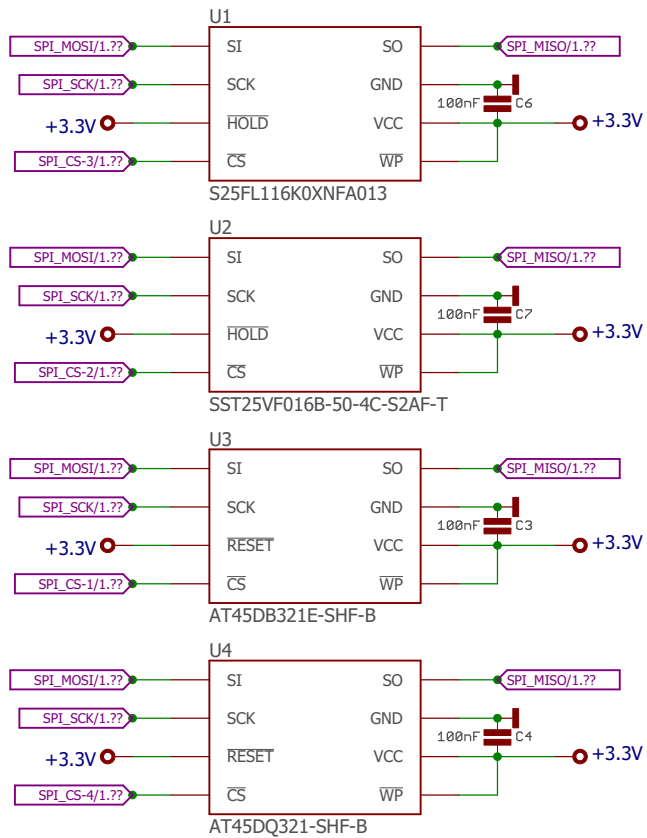 U1
SPI_MOSI/1.?? SI SO SPI_MISO/1.??
SPI_SCK/1.?? SCK GND
100nF C6
+3.3V HOLD VCC +3.3V
SPI_CS-3/1.?? CS WP
S25FL116K0XNFA013
U2
SPI_MOSI/1.?? SI SO SPI_MISO/1.??
SPI_SCK/1.?? SCK GND
100nF C7
+3.3V HOLD VCC +3.3V
SPI_CS-2/1.?? CS WP
SST25VF016B-50-4C-S2AF-T
U3
SPI_MOSI/1.?? SI SO SPI_MISO/1.??
SPI_SCK/1.?? SCK GND
100nF C3
+3.3V RESET VCC +3.3V
SPI_CS-1/1.?? CS WP
AT45DB321E-SHF-B
U4
SPI_MOSI/1.?? SI SO SPI_MISO/1.??
SPI_SCK/1.?? SCK GND
100nF C4
+3.3V RESET VCC +3.3V
SPI_CS-4/1.?? CS WP
AT45DQ321-SHF-B